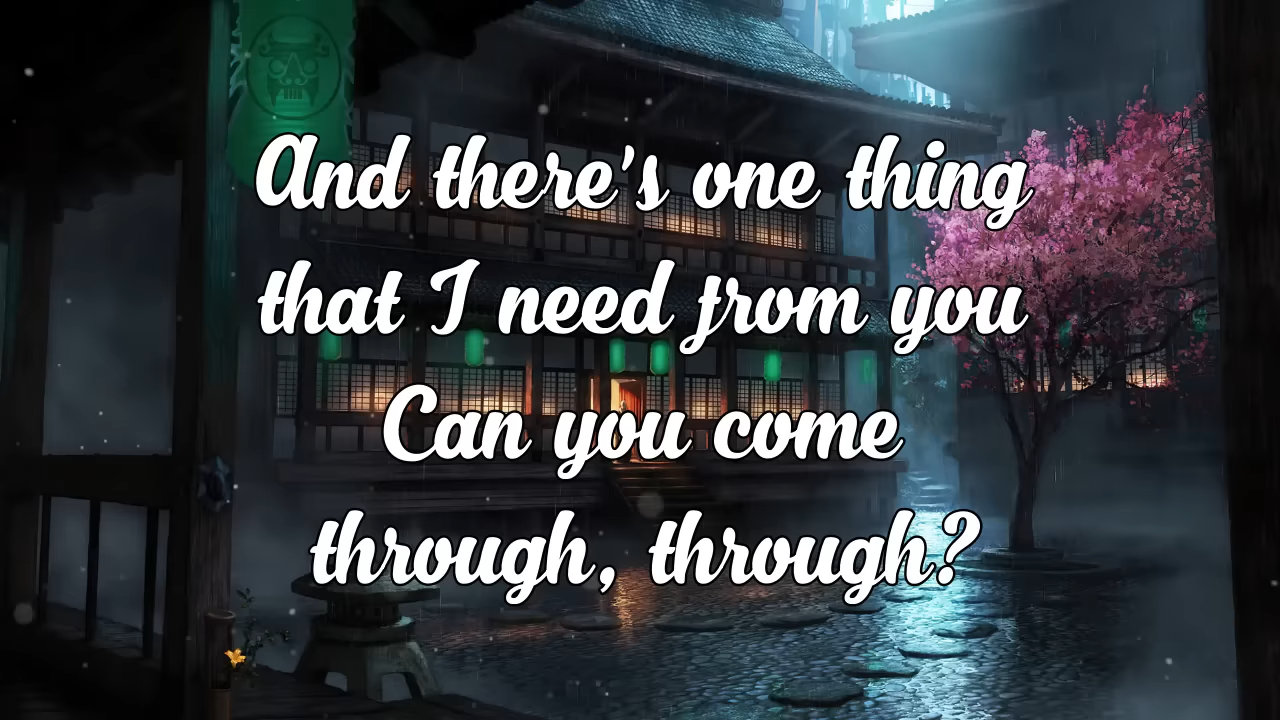 And there's one thing
that I need from you
Can you come
through, through?